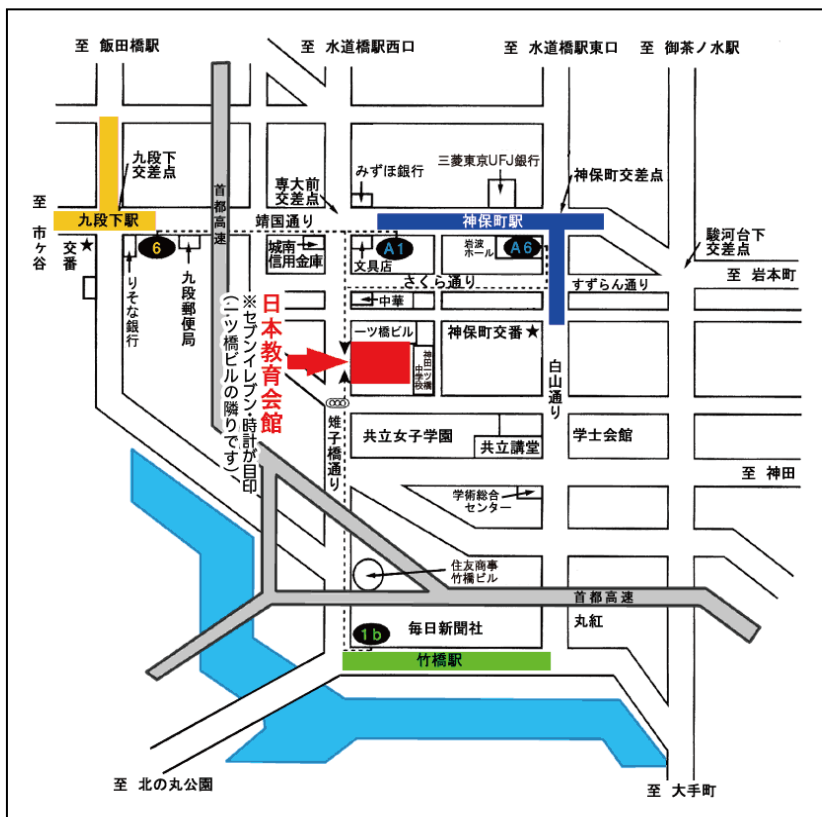 至 飯田橋駅
至 水道橋駅西口
至 水道橋駅東口
至 御茶ノ水駅
九段下
交差点
首都高速
専大前
交差点
みずほ銀行
三菱東京UFJ銀行
神保町交差点
至 市ヶ谷
九段下駅
靖国通り
神保町駅
駿河台下
交差点
交番★
6
りそな銀行
九段郵便局
城南
信用金庫
文具店
A1
岩波
ホール
A6
さくら通り
すずらん通り
至 岩本町
中華
一ツ橋ビル
神保町交番★
神田一ツ橋
中学校
日本教育会館
※セブンイレブン・時計が目印
(一ツ橋ビルの隣りです)
白山通り
雉子橋通り
共立女子学園
共立講堂
学士会館
至 神田
学術総合
センター
住友商事
竹橋ビル
首都高速
1b
毎日新聞社
丸紅
竹橋駅
至 北の丸公園
至 大手町